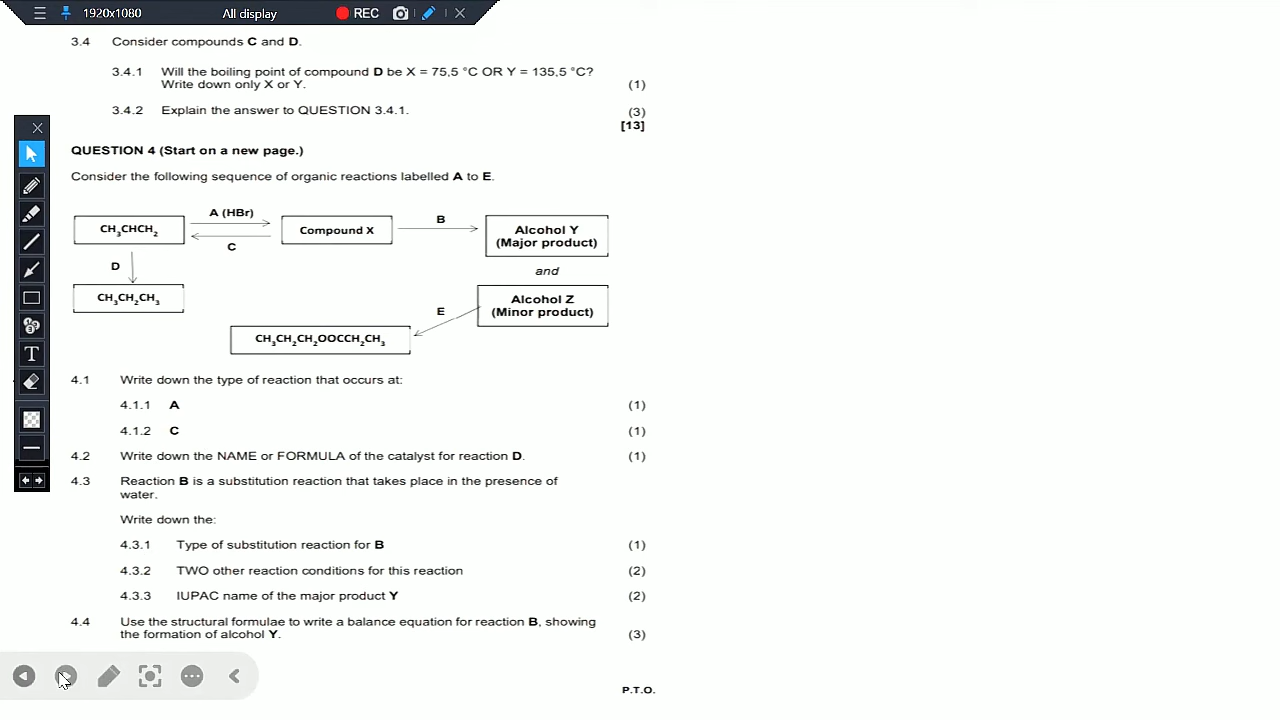 1920x1080 All display REC
3.4 Consider compounds C and D.
3.4.1 Will the boiling point of compound D be X = 75,5 °C OR Y = 135,5 °C?
Write down only X or Y. (1)
3.4.2 Explain the answer to QUESTION 3.4.1. (3)
[13]
QUESTION 4 (Start on a new page.)
Consider the following sequence of organic reactions labelled A to E.
A (HBr)
B
CH₃CHCH₂
Compound X
Alcohol Y
(Major product)
C
D
and
CH₃CH₂CH₃
Alcohol Z
(Minor product)
E
CH₃CH₂CH₂OOCCH₂CH₃
4.1 Write down the type of reaction that occurs at:
4.1.1 A (1)
4.1.2 C (1)
4.2 Write down the NAME or FORMULA of the catalyst for reaction D. (1)
4.3 Reaction B is a substitution reaction that takes place in the presence of
water.
Write down the:
4.3.1 Type of substitution reaction for B (1)
4.3.2 TWO other reaction conditions for this reaction (2)
4.3.3 IUPAC name of the major product Y (2)
4.4 Use the structural formulae to write a balance equation for reaction B, showing
the formation of alcohol Y. (3)
P.T.O.